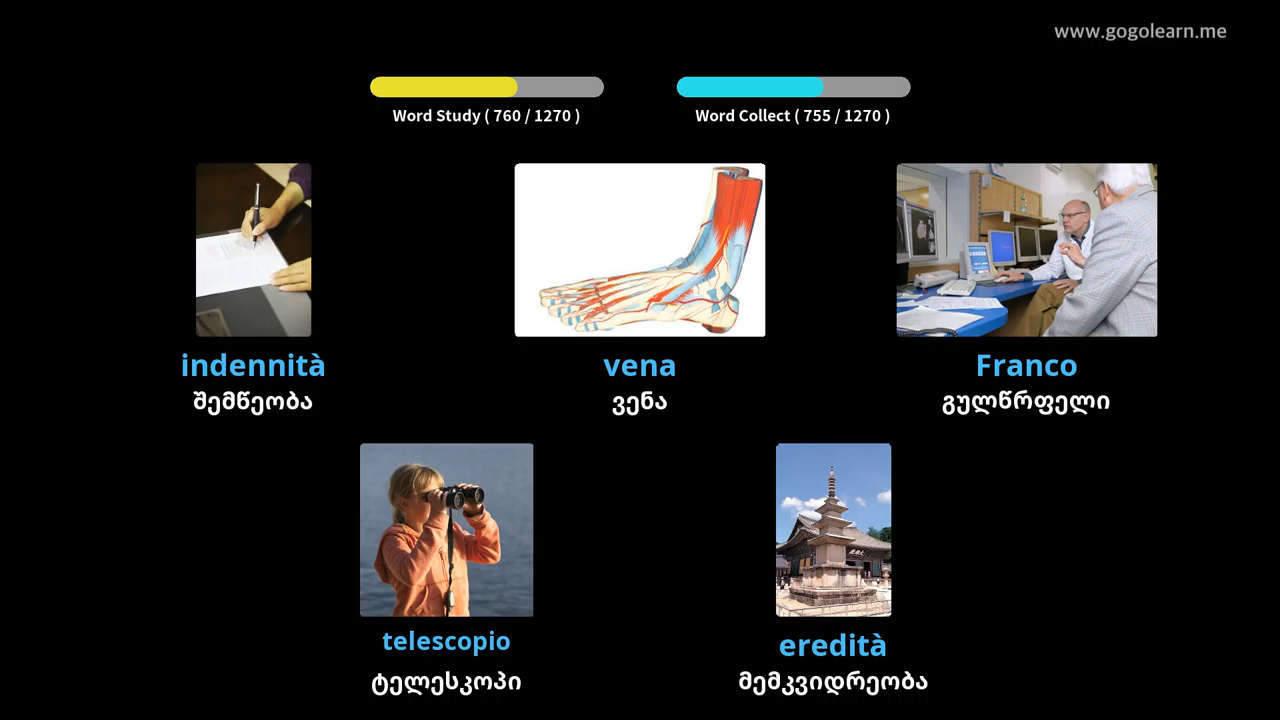 www.gogolearn.me
Word Study ( 760 / 1270 )
Word Collect ( 755 / 1270 )
indennità
შემწეობა
vena
ვენა
Franco
გულწრფელი
telescopio
ტელესკოპი
eredità
მემკვიდრეობა